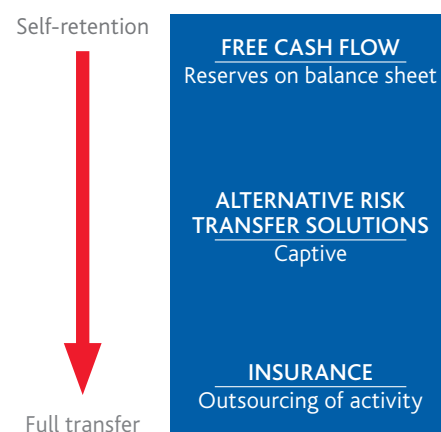 Self-retention
FREE CASH FLOW
Reserves on balance sheet
ALTERNATIVE RISK
TRANSFER SOLUTIONS
Captive
INSURANCE
Outsourcing of activity
Full transfer